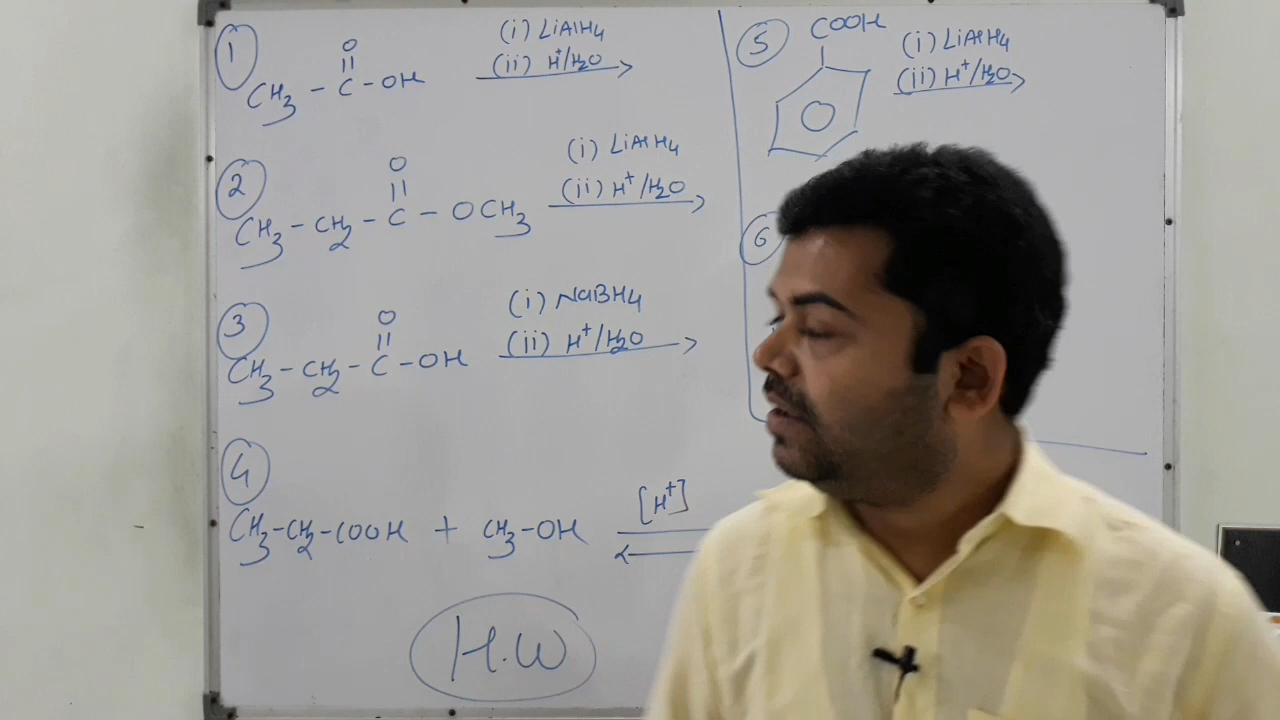 1
O
||
CH3 - C - OH
(i) LiAlH4
(ii) H+/H2O
2
O
||
CH3 - CH2 - C - OCH3
(i) LiAlH4
(ii) H+/H2O
3
O
||
CH3 - CH2 - C - OH
(i) NaBH4
(ii) H+/H2O
4
CH3-CH2-COOH + CH3-OH
[H+]
H.W
5
COOH
(i) LiAlH4
(ii) H+/H2O
6